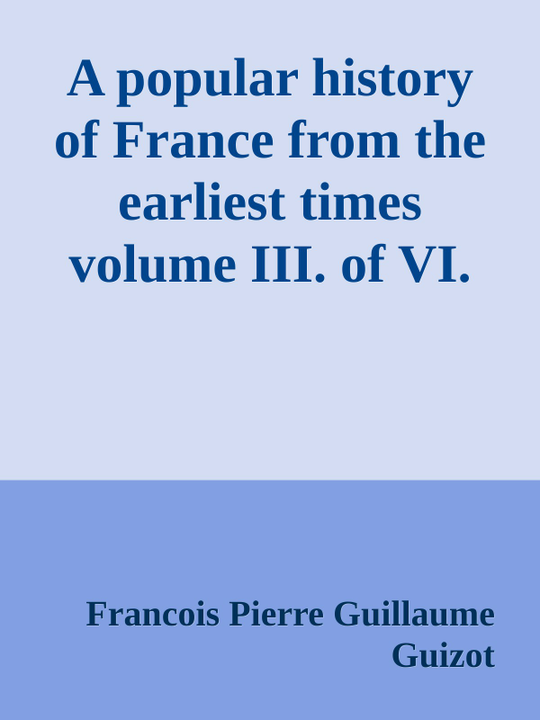 A popular history
of France from the
earliest times
volume III. of VI.
Francois Pierre Guillaume
Guizot